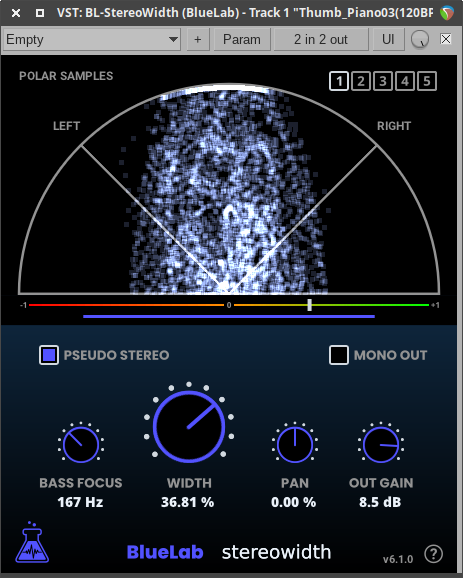 VST: BL-StereoWidth (BlueLab) - Track 1 "Thumb_Piano03(120BP
Empty + Param 2 in 2 out UI
POLAR SAMPLES 1 2 3 4 5
LEFT RIGHT
-1 0 +1
PSEUDO STEREO MONO OUT
BASS FOCUS WIDTH PAN OUT GAIN
167 Hz 36.81 % 0.00 % 8.5 dB
BlueLab stereowidth v6.1.0 ?